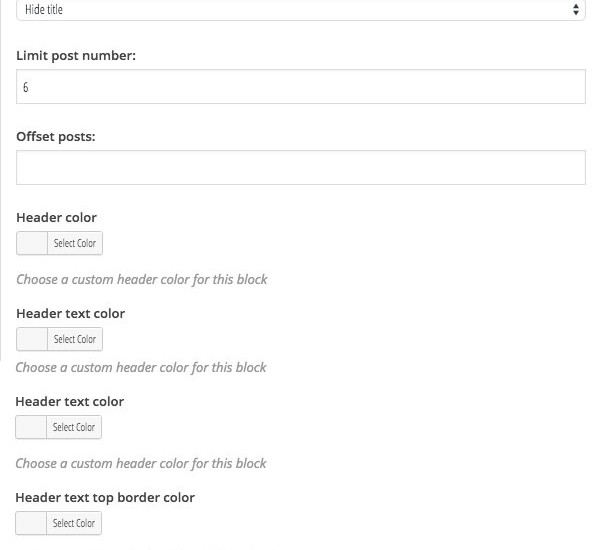 Hide title
Limit post number:
6
Offset posts:
Header color
Select Color
Choose a custom header color for this block
Header text color
Select Color
Choose a custom header color for this block
Header text color
Select Color
Choose a custom header color for this block
Header text top border color
Select Color